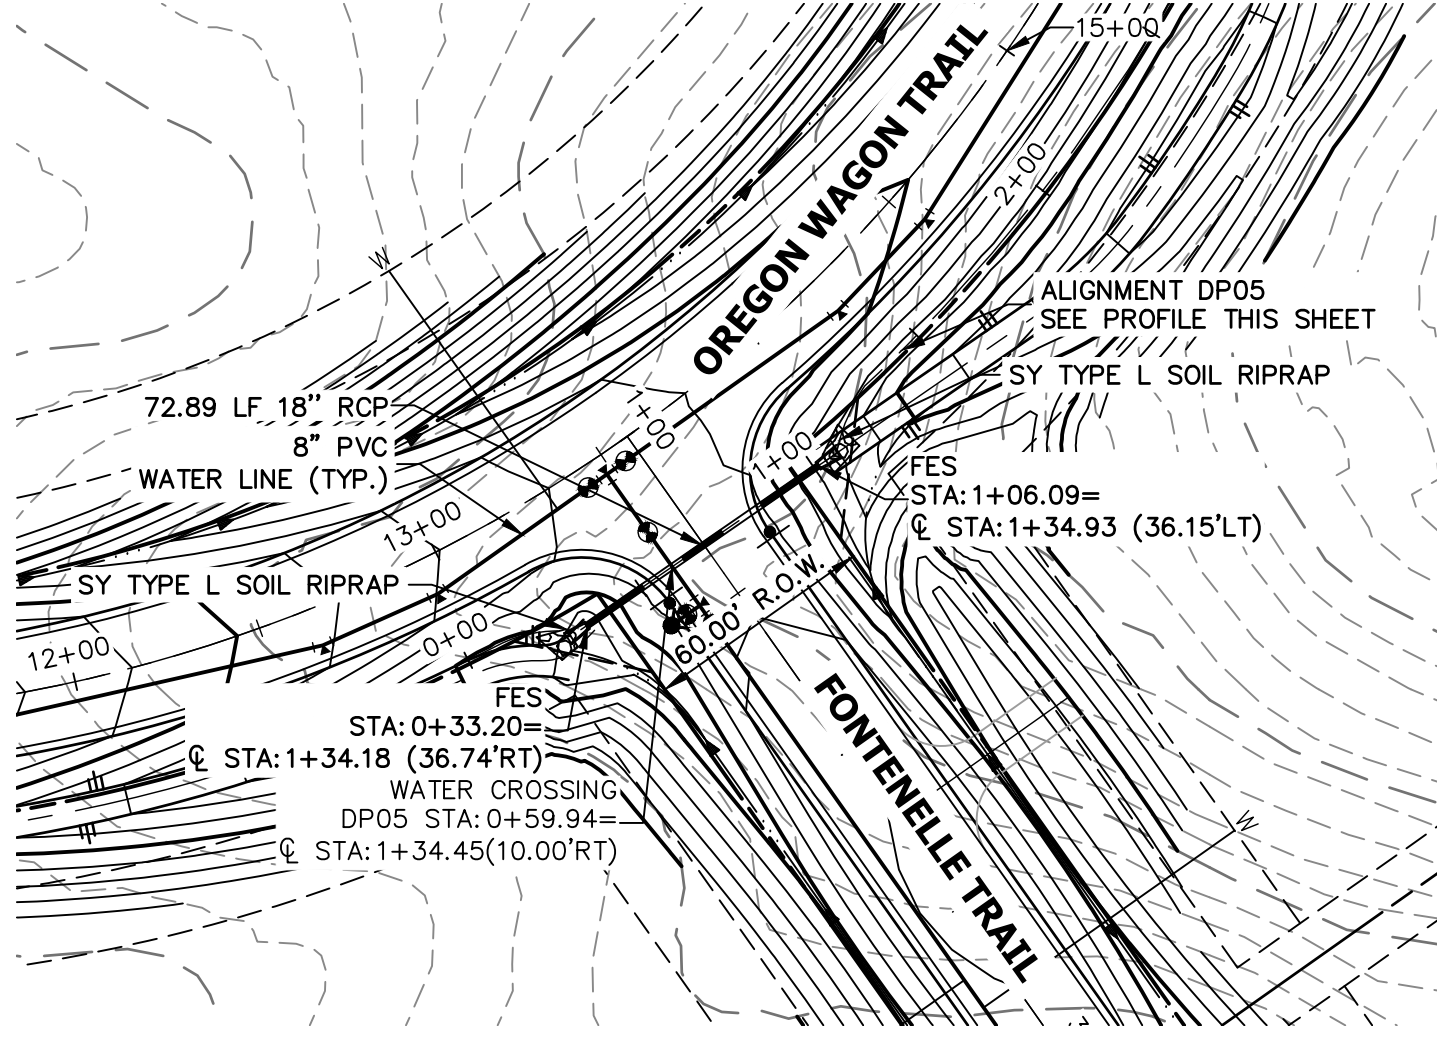 15+00
OREGON WAGON TRAIL
2+00
W
ALIGNMENT DP05
SEE PROFILE THIS SHEET
SY TYPE L SOIL RIPRAP
72.89 LF 18” RCP
8” PVC
WATER LINE (TYP.)
1+00
1+00
FES
STA: 1+06.09=
℄ STA: 1+34.93 (36.15'LT)
13+00
SY TYPE L SOIL RIPRAP
60.00' R.O.W.
0+00
12+00
FES
STA: 0+33.20=
℄ STA: 1+34.18 (36.74'RT)
WATER CROSSING
DP05 STA: 0+59.94=
℄ STA: 1+34.45(10.00'RT)
FONTENELLE TRAIL
W